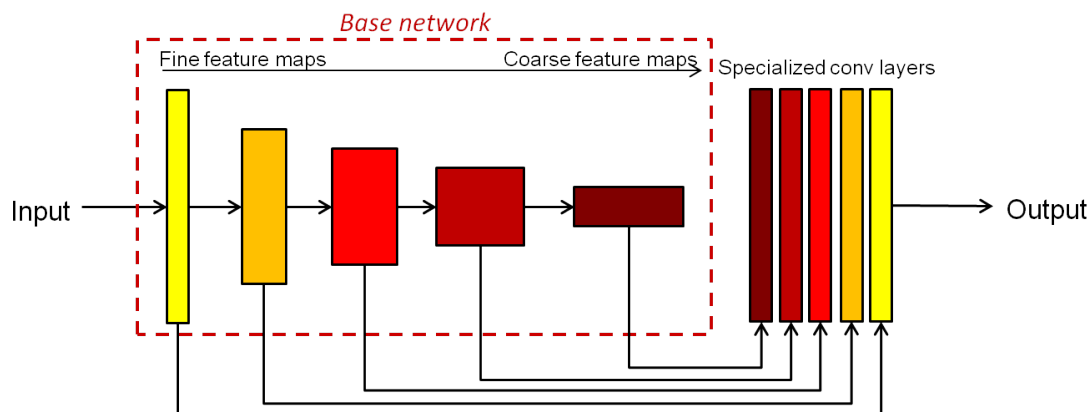 Base network
Fine feature maps
Coarse feature maps
Specialized conv layers
Input
Output